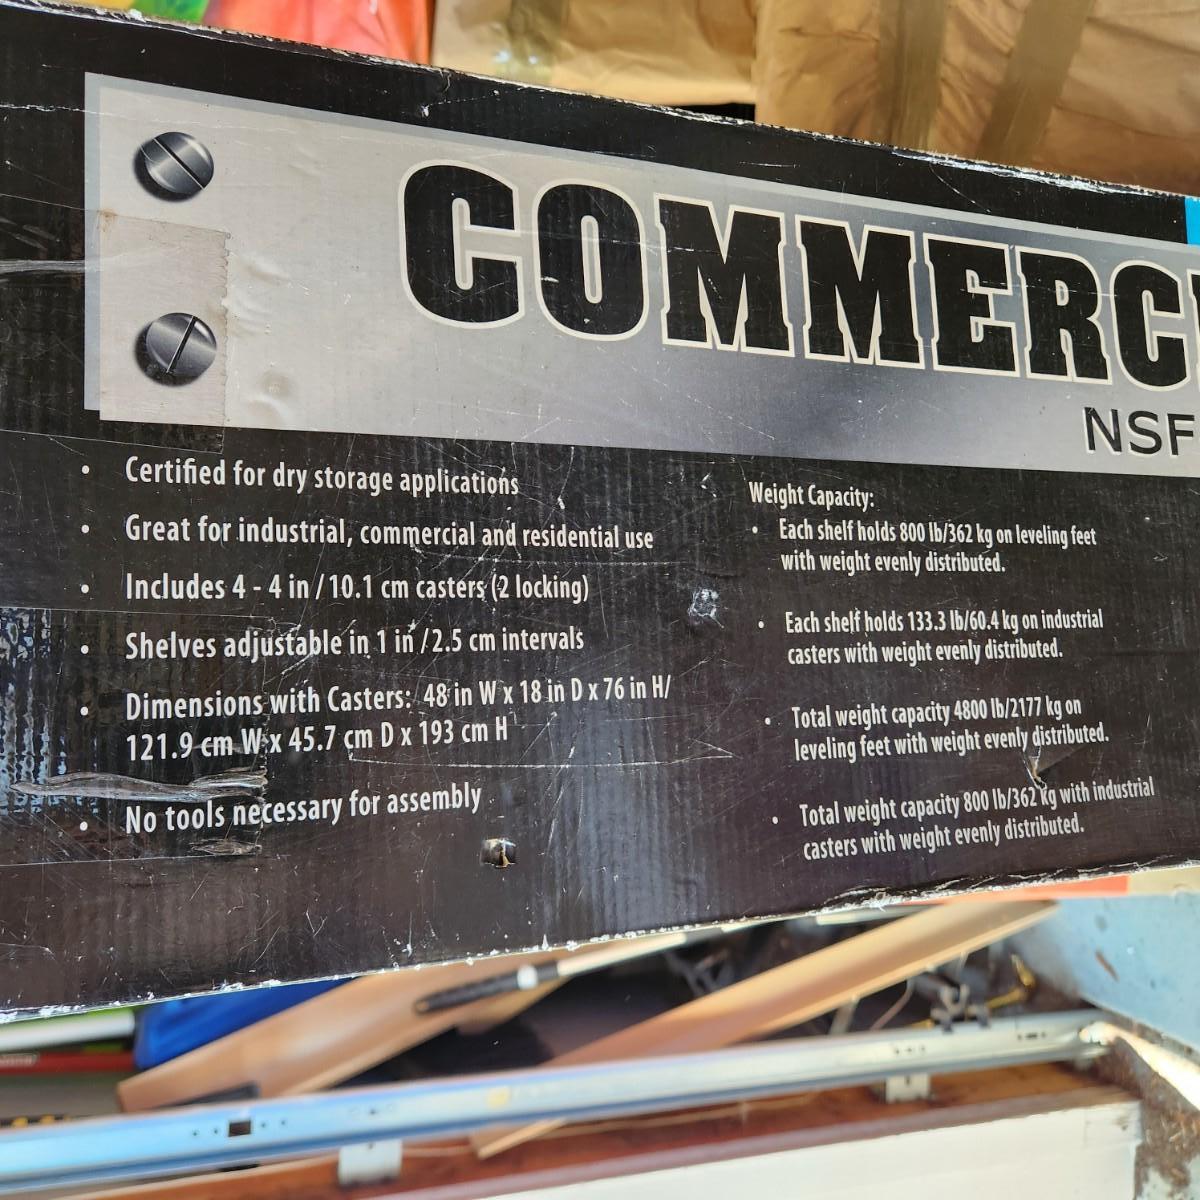 COMMERC
NSF
• Certified for dry storage applications
• Great for industrial, commercial and residential use
• Includes 4 - 4 in / 10.1 cm casters (2 locking)
• Shelves adjustable in 1 in / 2.5 cm intervals
• Dimensions with Casters: 48 in W x 18 in D x 76 in H/
121.9 cm W x 45.7 cm D x 193 cm H
• No tools necessary for assembly
Weight Capacity:
• Each shelf holds 800 lb/362 kg on leveling feet
with weight evenly distributed.
• Each shelf holds 133.3 lb/60.4 kg on industrial
casters with weight evenly distributed.
• Total weight capacity 4800 lb/2177 kg on
leveling feet with weight evenly distributed.
• Total weight capacity 800 lb/362 kg with industrial
casters with weight evenly distributed.